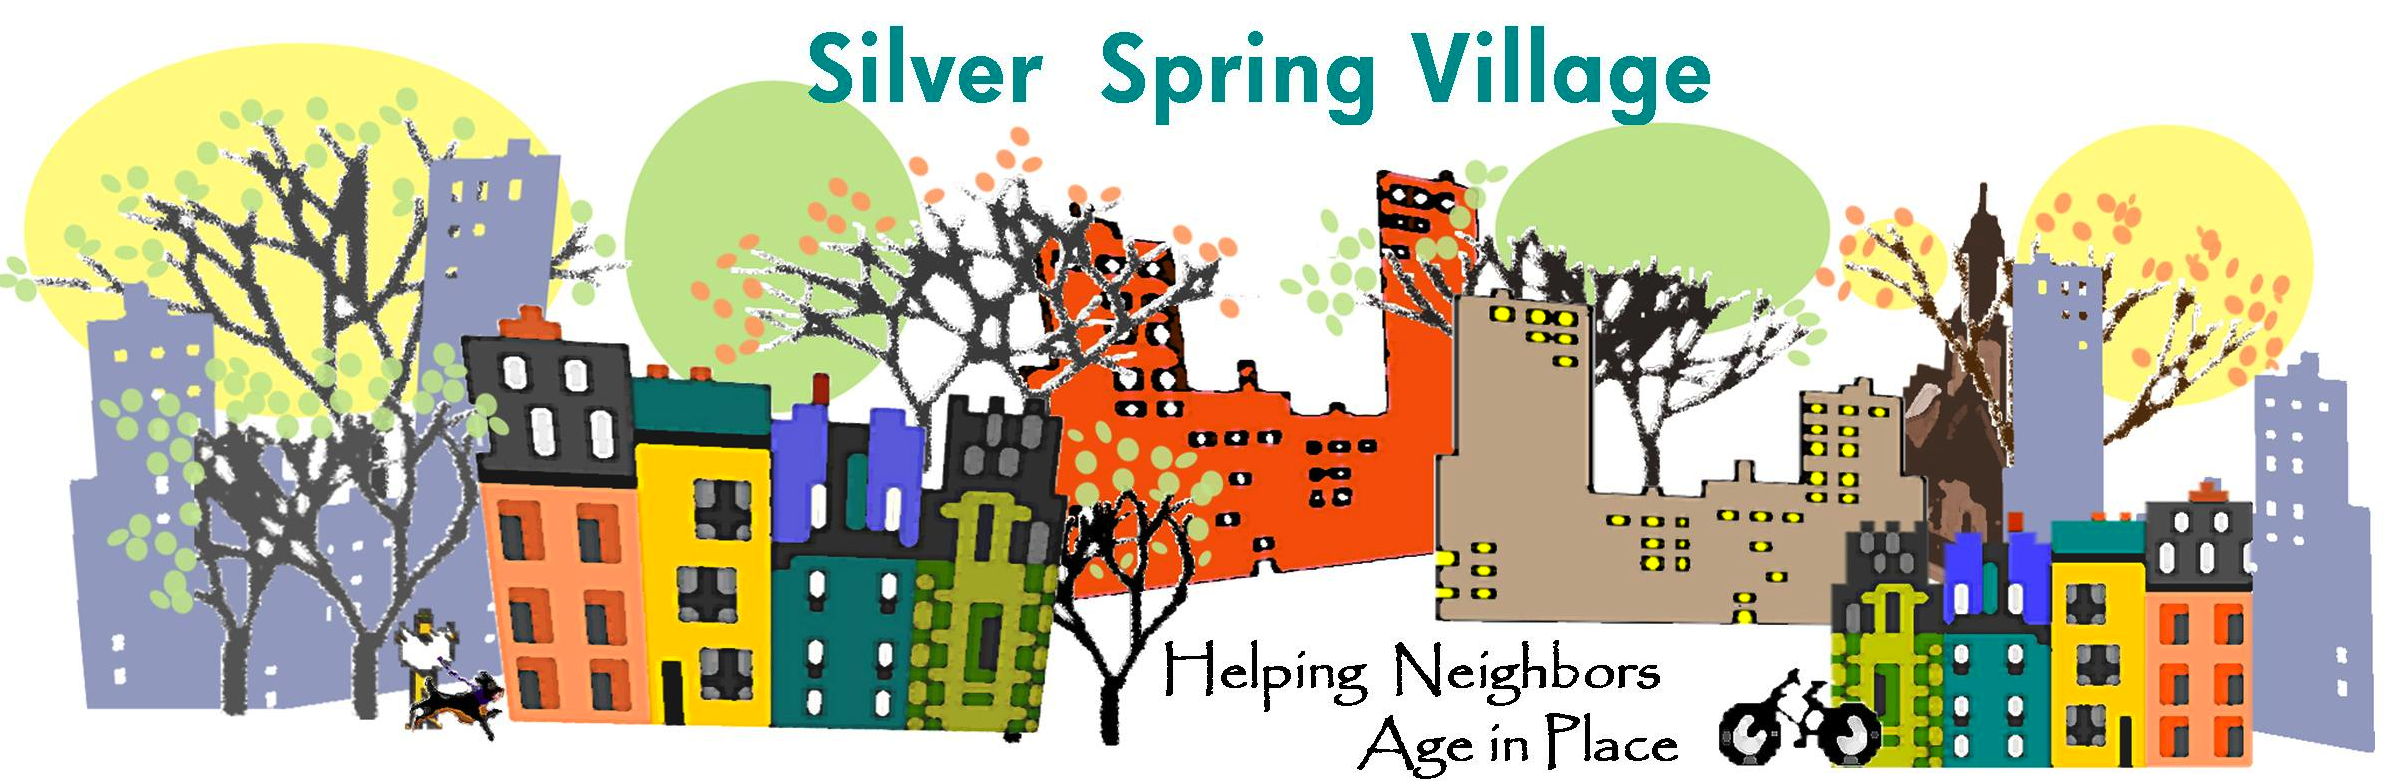 Silver Spring Village
Helping Neighbors
Age in Place